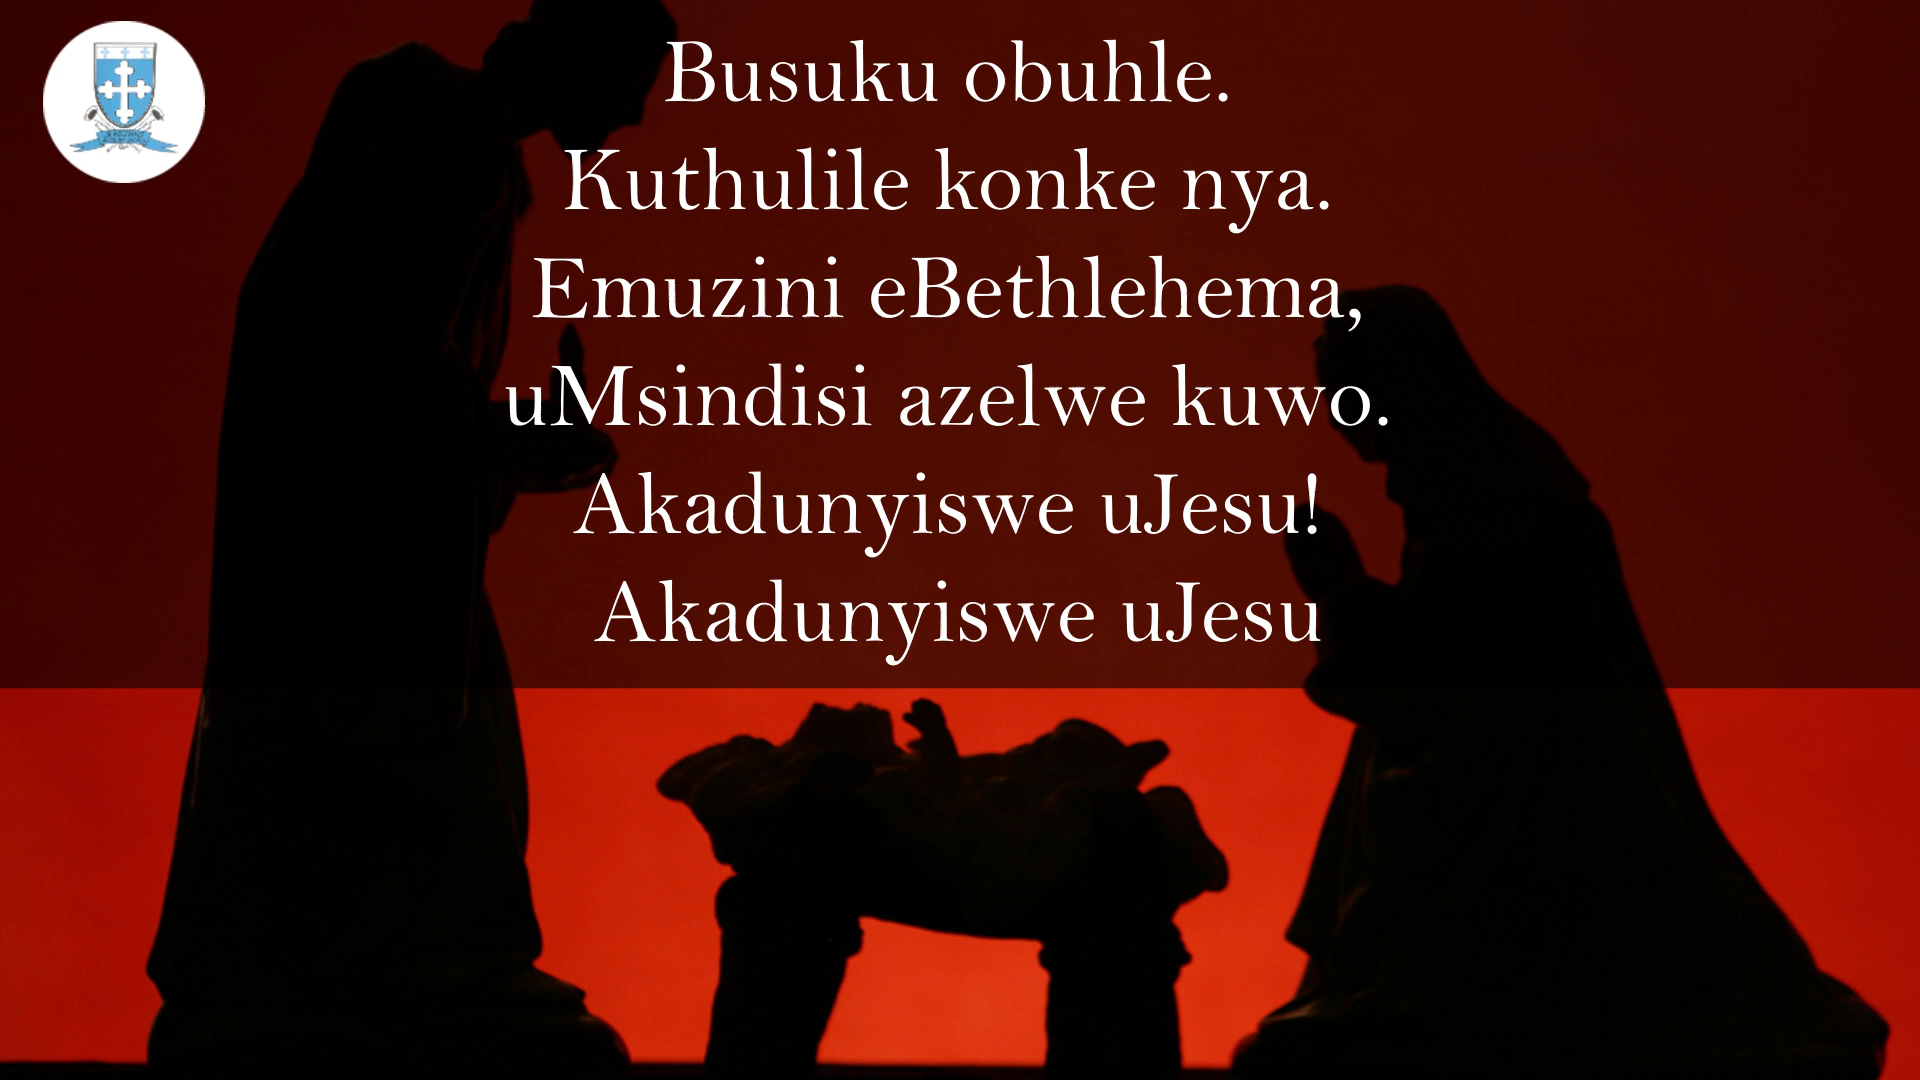 Busuku obuhle.
Kuthulile konke nya.
Emuzini eBethlehema,
uMsindisi azelwe kuwo.
Akadunyiswe uJesu!
Akadunyiswe uJesu